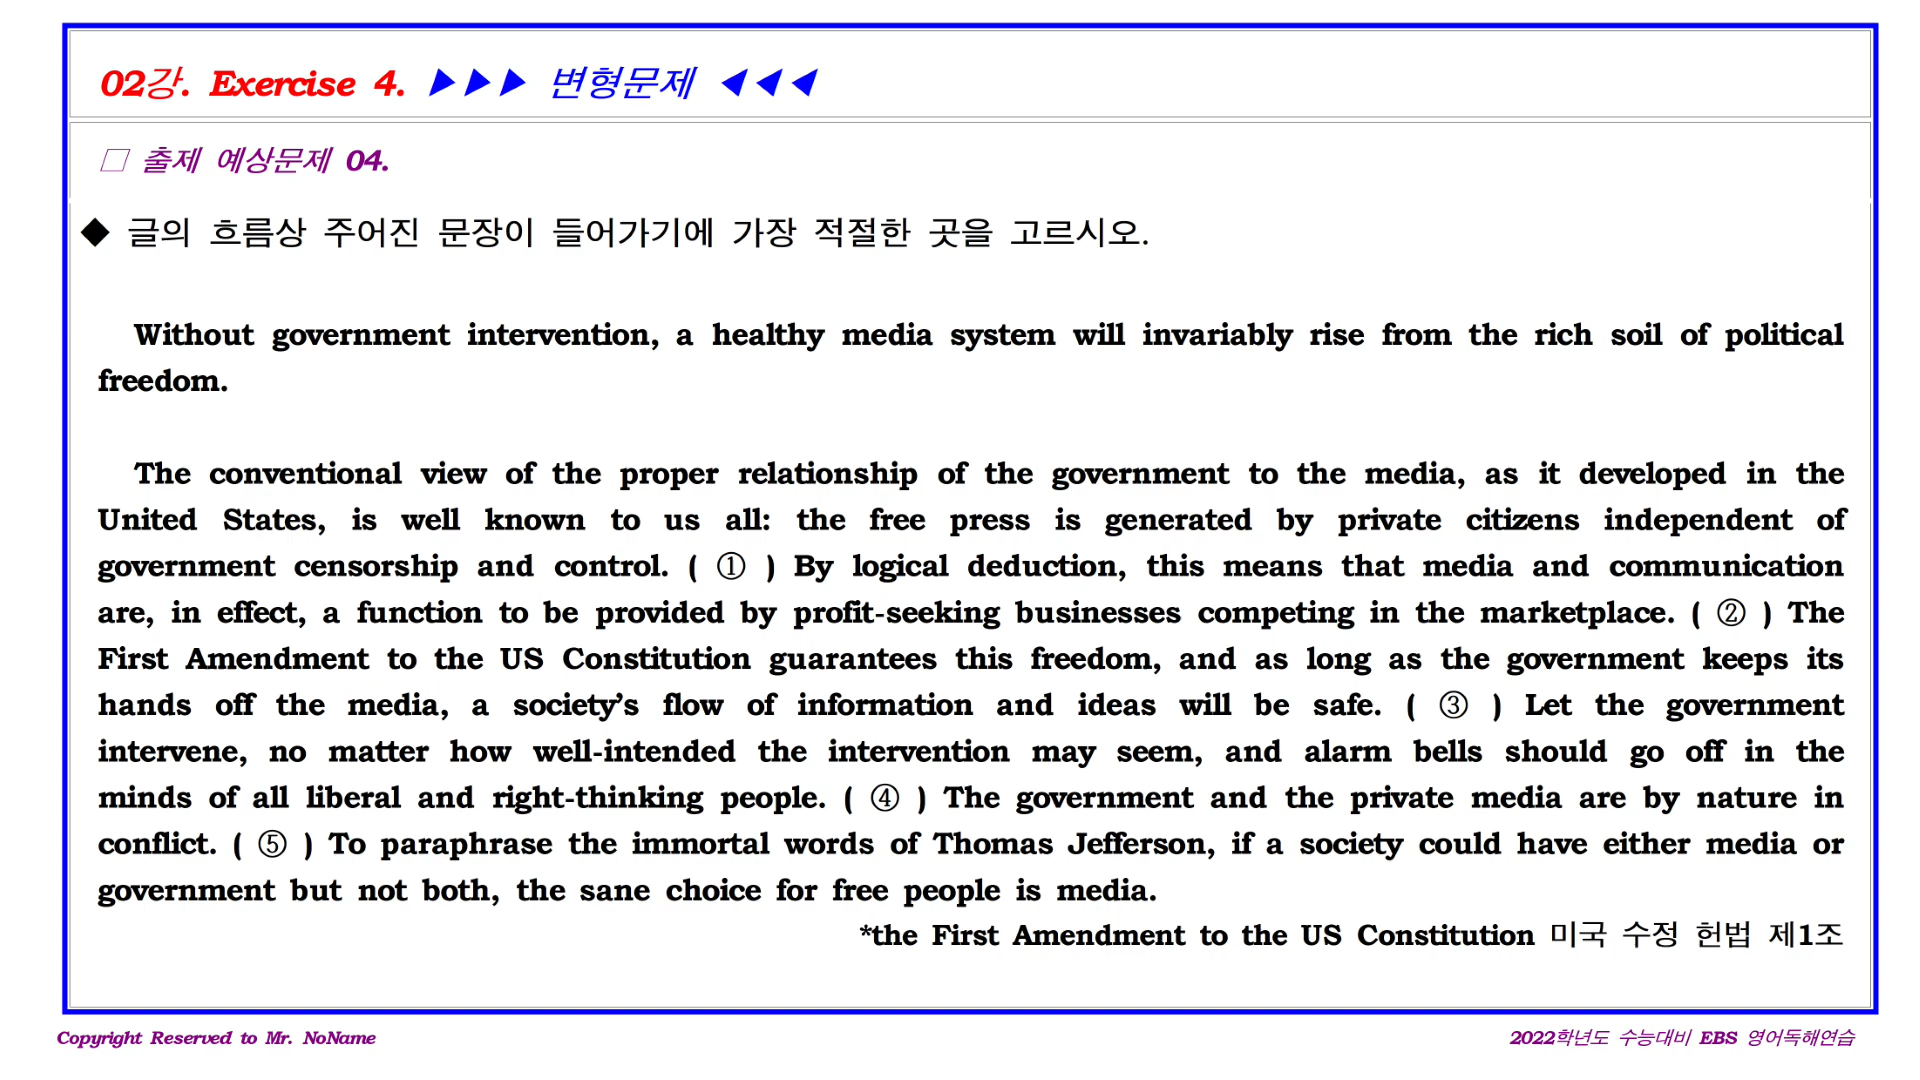 02강. Exercise 4. ▶▶▶ 변형문제 ◀◀◀
□ 출제 예상문제 04.
◆ 글의 흐름상 주어진 문장이 들어가기에 가장 적절한 곳을 고르시오.
Without government intervention, a healthy media system will invariably rise from the rich soil of political
freedom.
The conventional view of the proper relationship of the government to the media, as it developed in the
United States, is well known to us all: the free press is generated by private citizens independent of
government censorship and control. ( ① ) By logical deduction, this means that media and communication
are, in effect, a function to be provided by profit-seeking businesses competing in the marketplace. ( ② ) The
First Amendment to the US Constitution guarantees this freedom, and as long as the government keeps its
hands off the media, a society’s flow of information and ideas will be safe. ( ③ ) Let the government
intervene, no matter how well-intended the intervention may seem, and alarm bells should go off in the
minds of all liberal and right-thinking people. ( ④ ) The government and the private media are by nature in
conflict. ( ⑤ ) To paraphrase the immortal words of Thomas Jefferson, if a society could have either media or
government but not both, the sane choice for free people is media.
*the First Amendment to the US Constitution 미국 수정 헌법 제1조
Copyright Reserved to Mr. NoName
2022학년도 수능대비 EBS 영어독해연습